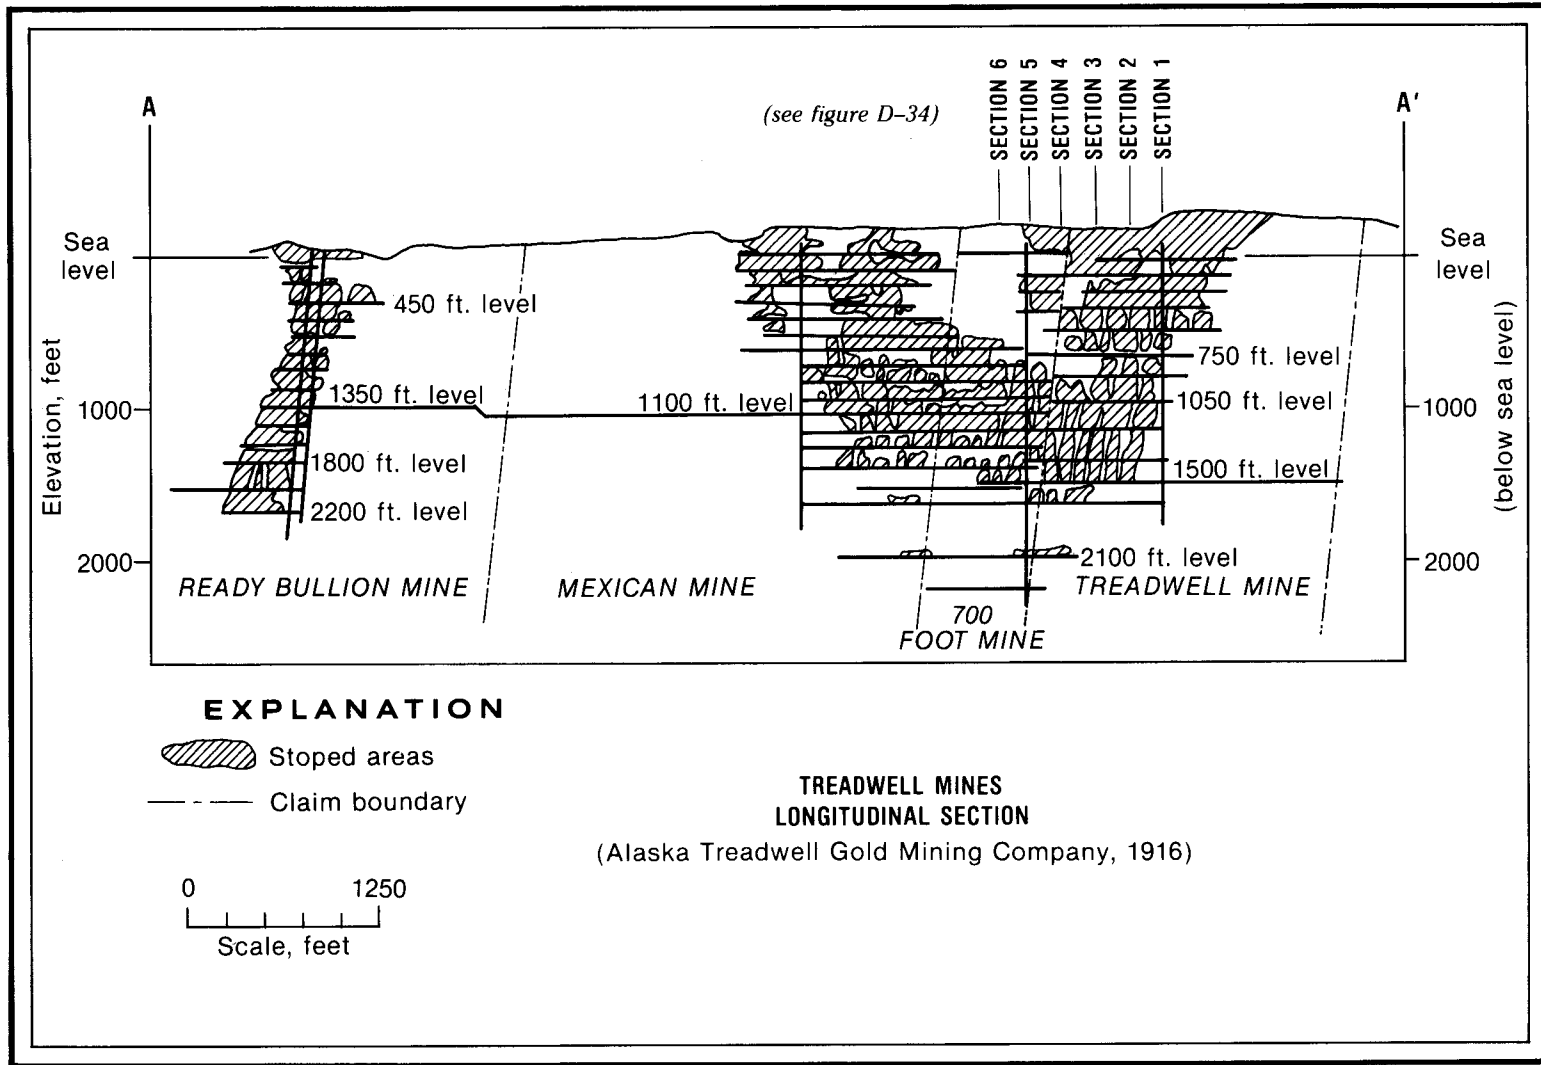 A
(see figure D–34)
SECTION 6
SECTION 5
SECTION 4
SECTION 3
SECTION 2
SECTION 1
A'
Sea level
Sea level
450 ft. level
750 ft. level
1350 ft. level
1100 ft. level
1050 ft. level
1000
1000
1800 ft. level
1500 ft. level
2200 ft. level
2000
2100 ft. level
2000
Elevation, feet
(below sea level)
READY BULLION MINE
MEXICAN MINE
700
FOOT MINE
TREADWELL MINE
EXPLANATION
Stoped areas
Claim boundary
TREADWELL MINES
LONGITUDINAL SECTION
(Alaska Treadwell Gold Mining Company, 1916)
0 1250
Scale, feet